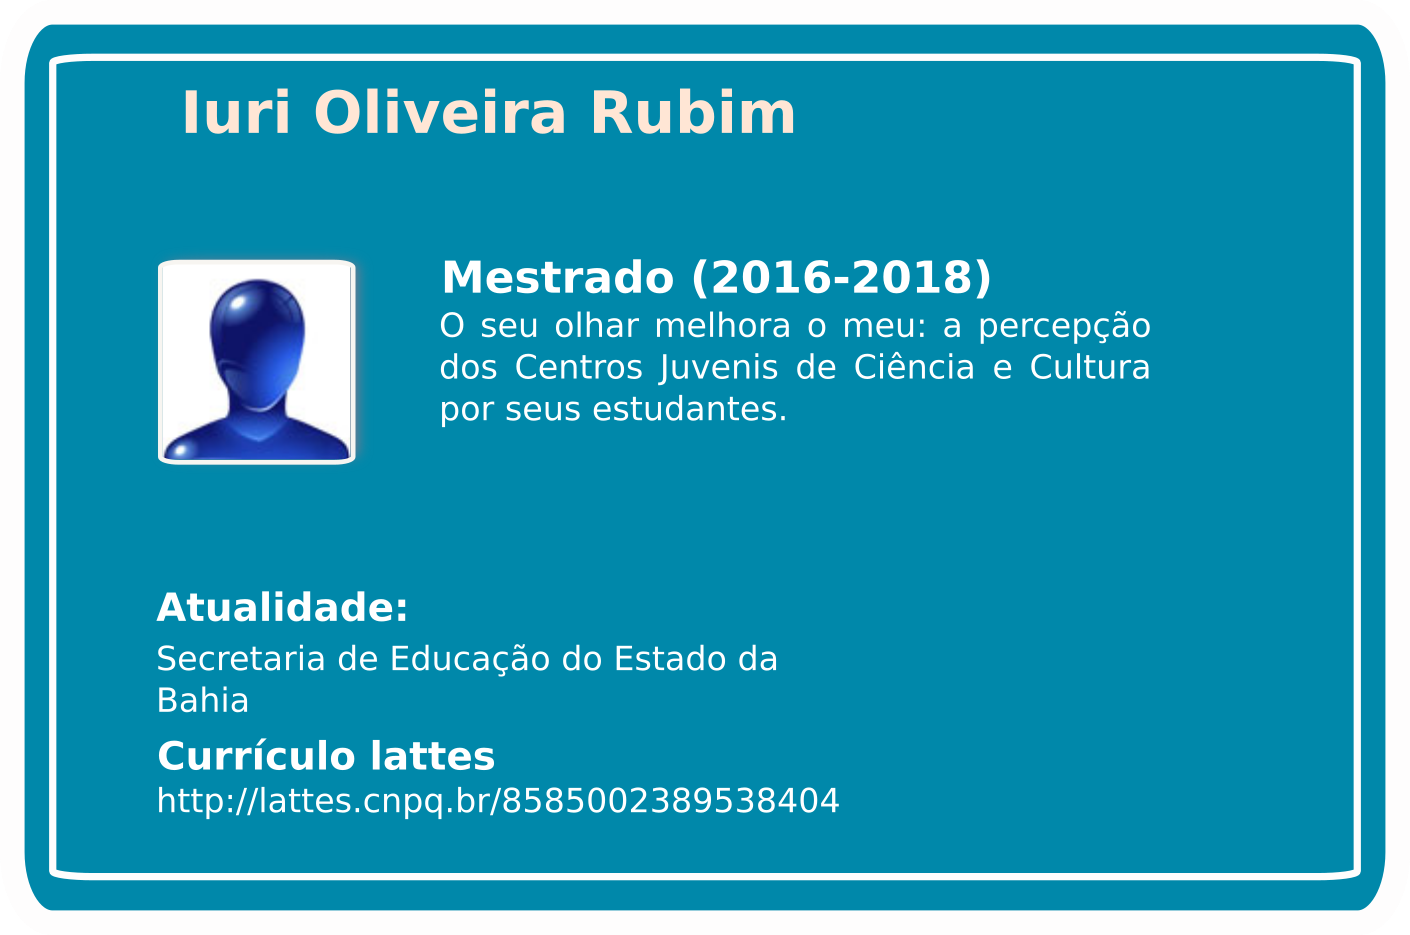 Iuri Oliveira Rubim
Mestrado (2016-2018)
O seu olhar melhora o meu: a percepção
dos Centros Juvenis de Ciência e Cultura
por seus estudantes.
Atualidade:
Secretaria de Educação do Estado da
Bahia
Currículo lattes
http://lattes.cnpq.br/8585002389538404